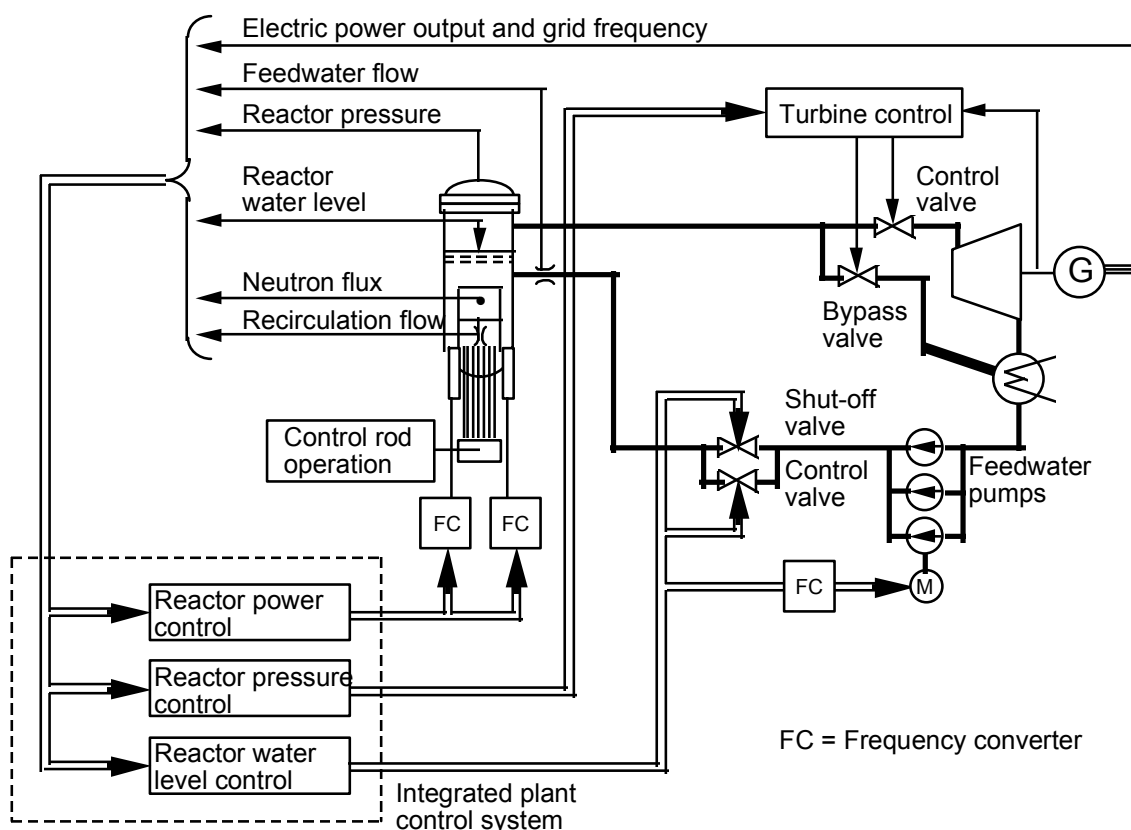 Electric power output and grid frequency
Feedwater flow
Reactor pressure
Reactor
water level
Neutron flux
Recirculation flow
Turbine control
Control
valve
G
Bypass
valve
Shut-off
valve
Control
valve
Feedwater
pumps
Control rod
operation
FC
FC
FC
M
Reactor power
control
Reactor pressure
control
Reactor water
level control
FC = Frequency converter
Integrated plant
control system